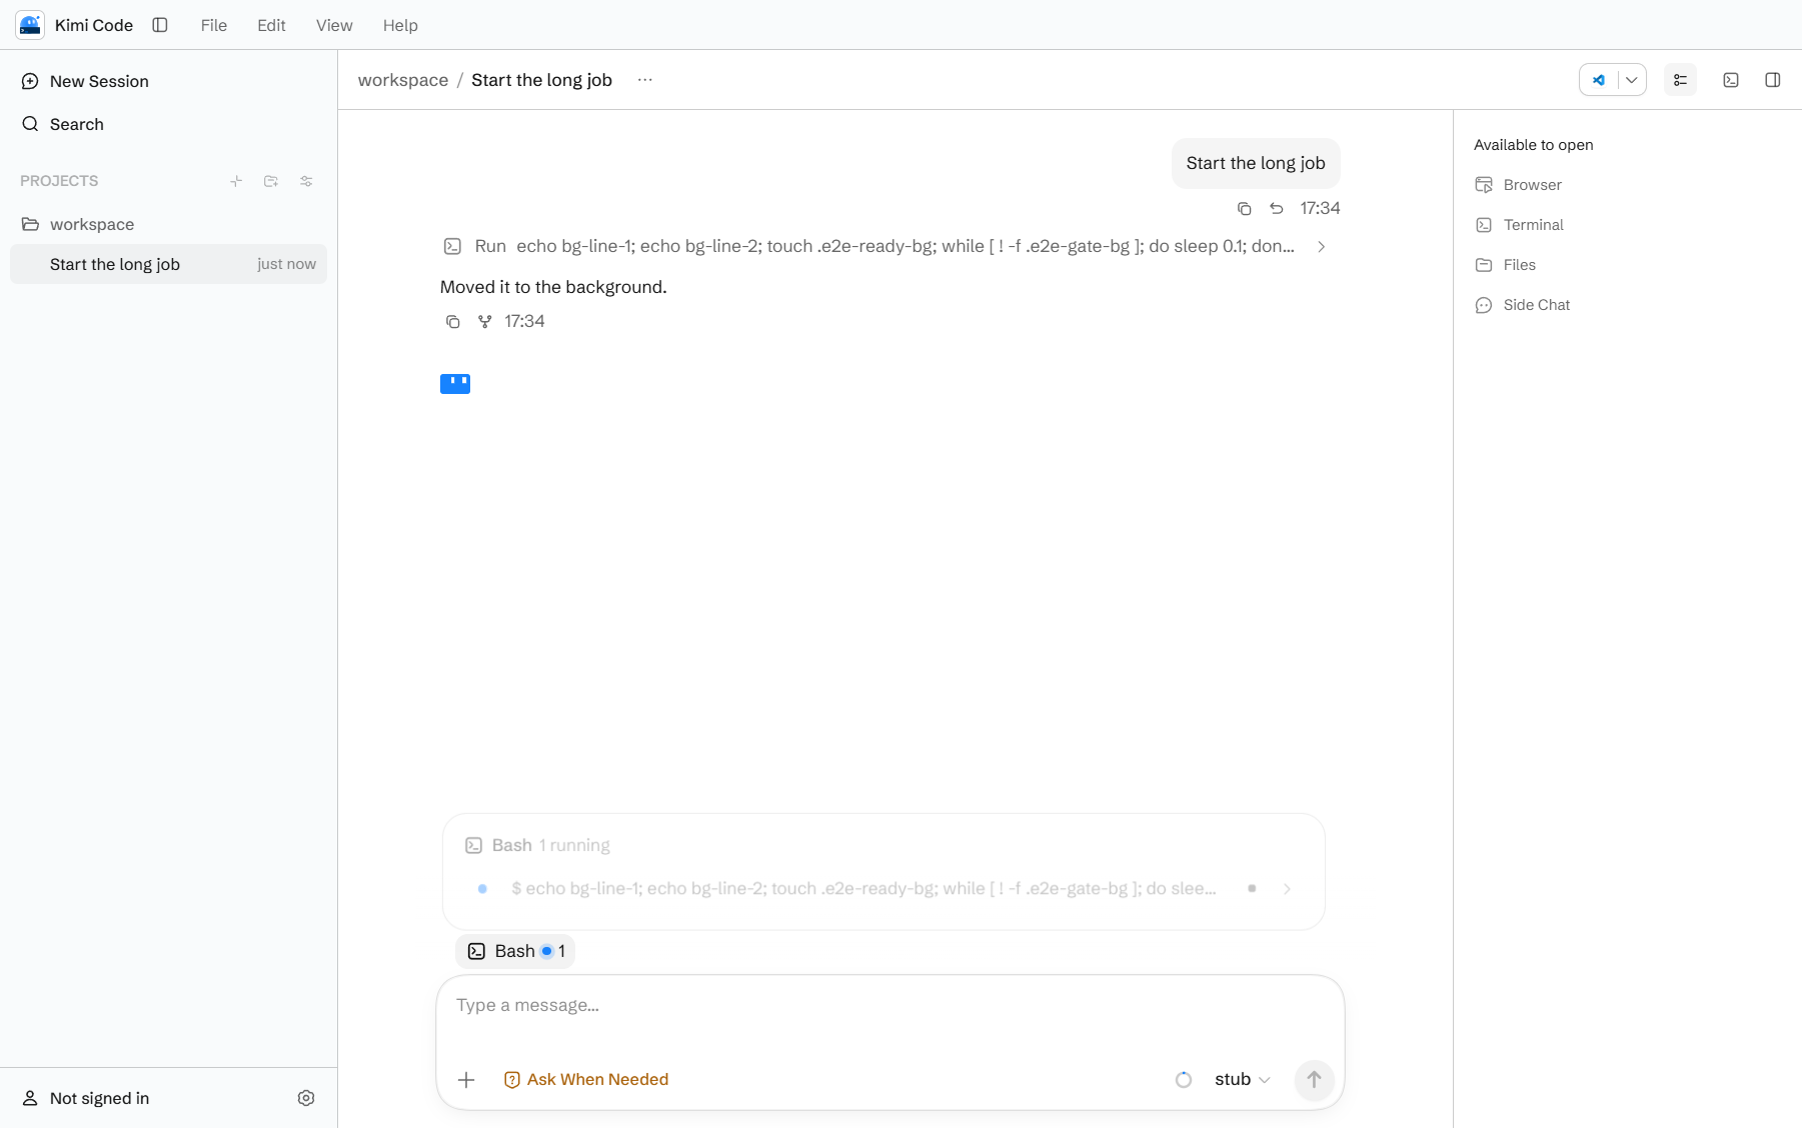 Kimi Code File Edit View Help
New Session
Search
PROJECTS
workspace
Start the long job just now
Not signed in
workspace / Start the long job ···
Start the long job
17:34
Run echo bg-line-1; echo bg-line-2; touch .e2e-ready-bg; while [ ! -f .e2e-gate-bg ]; do sleep 0.1; don...
Moved it to the background.
17:34
Bash 1 running
$ echo bg-line-1; echo bg-line-2; touch .e2e-ready-bg; while [ ! -f .e2e-gate-bg ]; do slee...
Bash 1
Type a message...
Ask When Needed
stub
Available to open
Browser
Terminal
Files
Side Chat